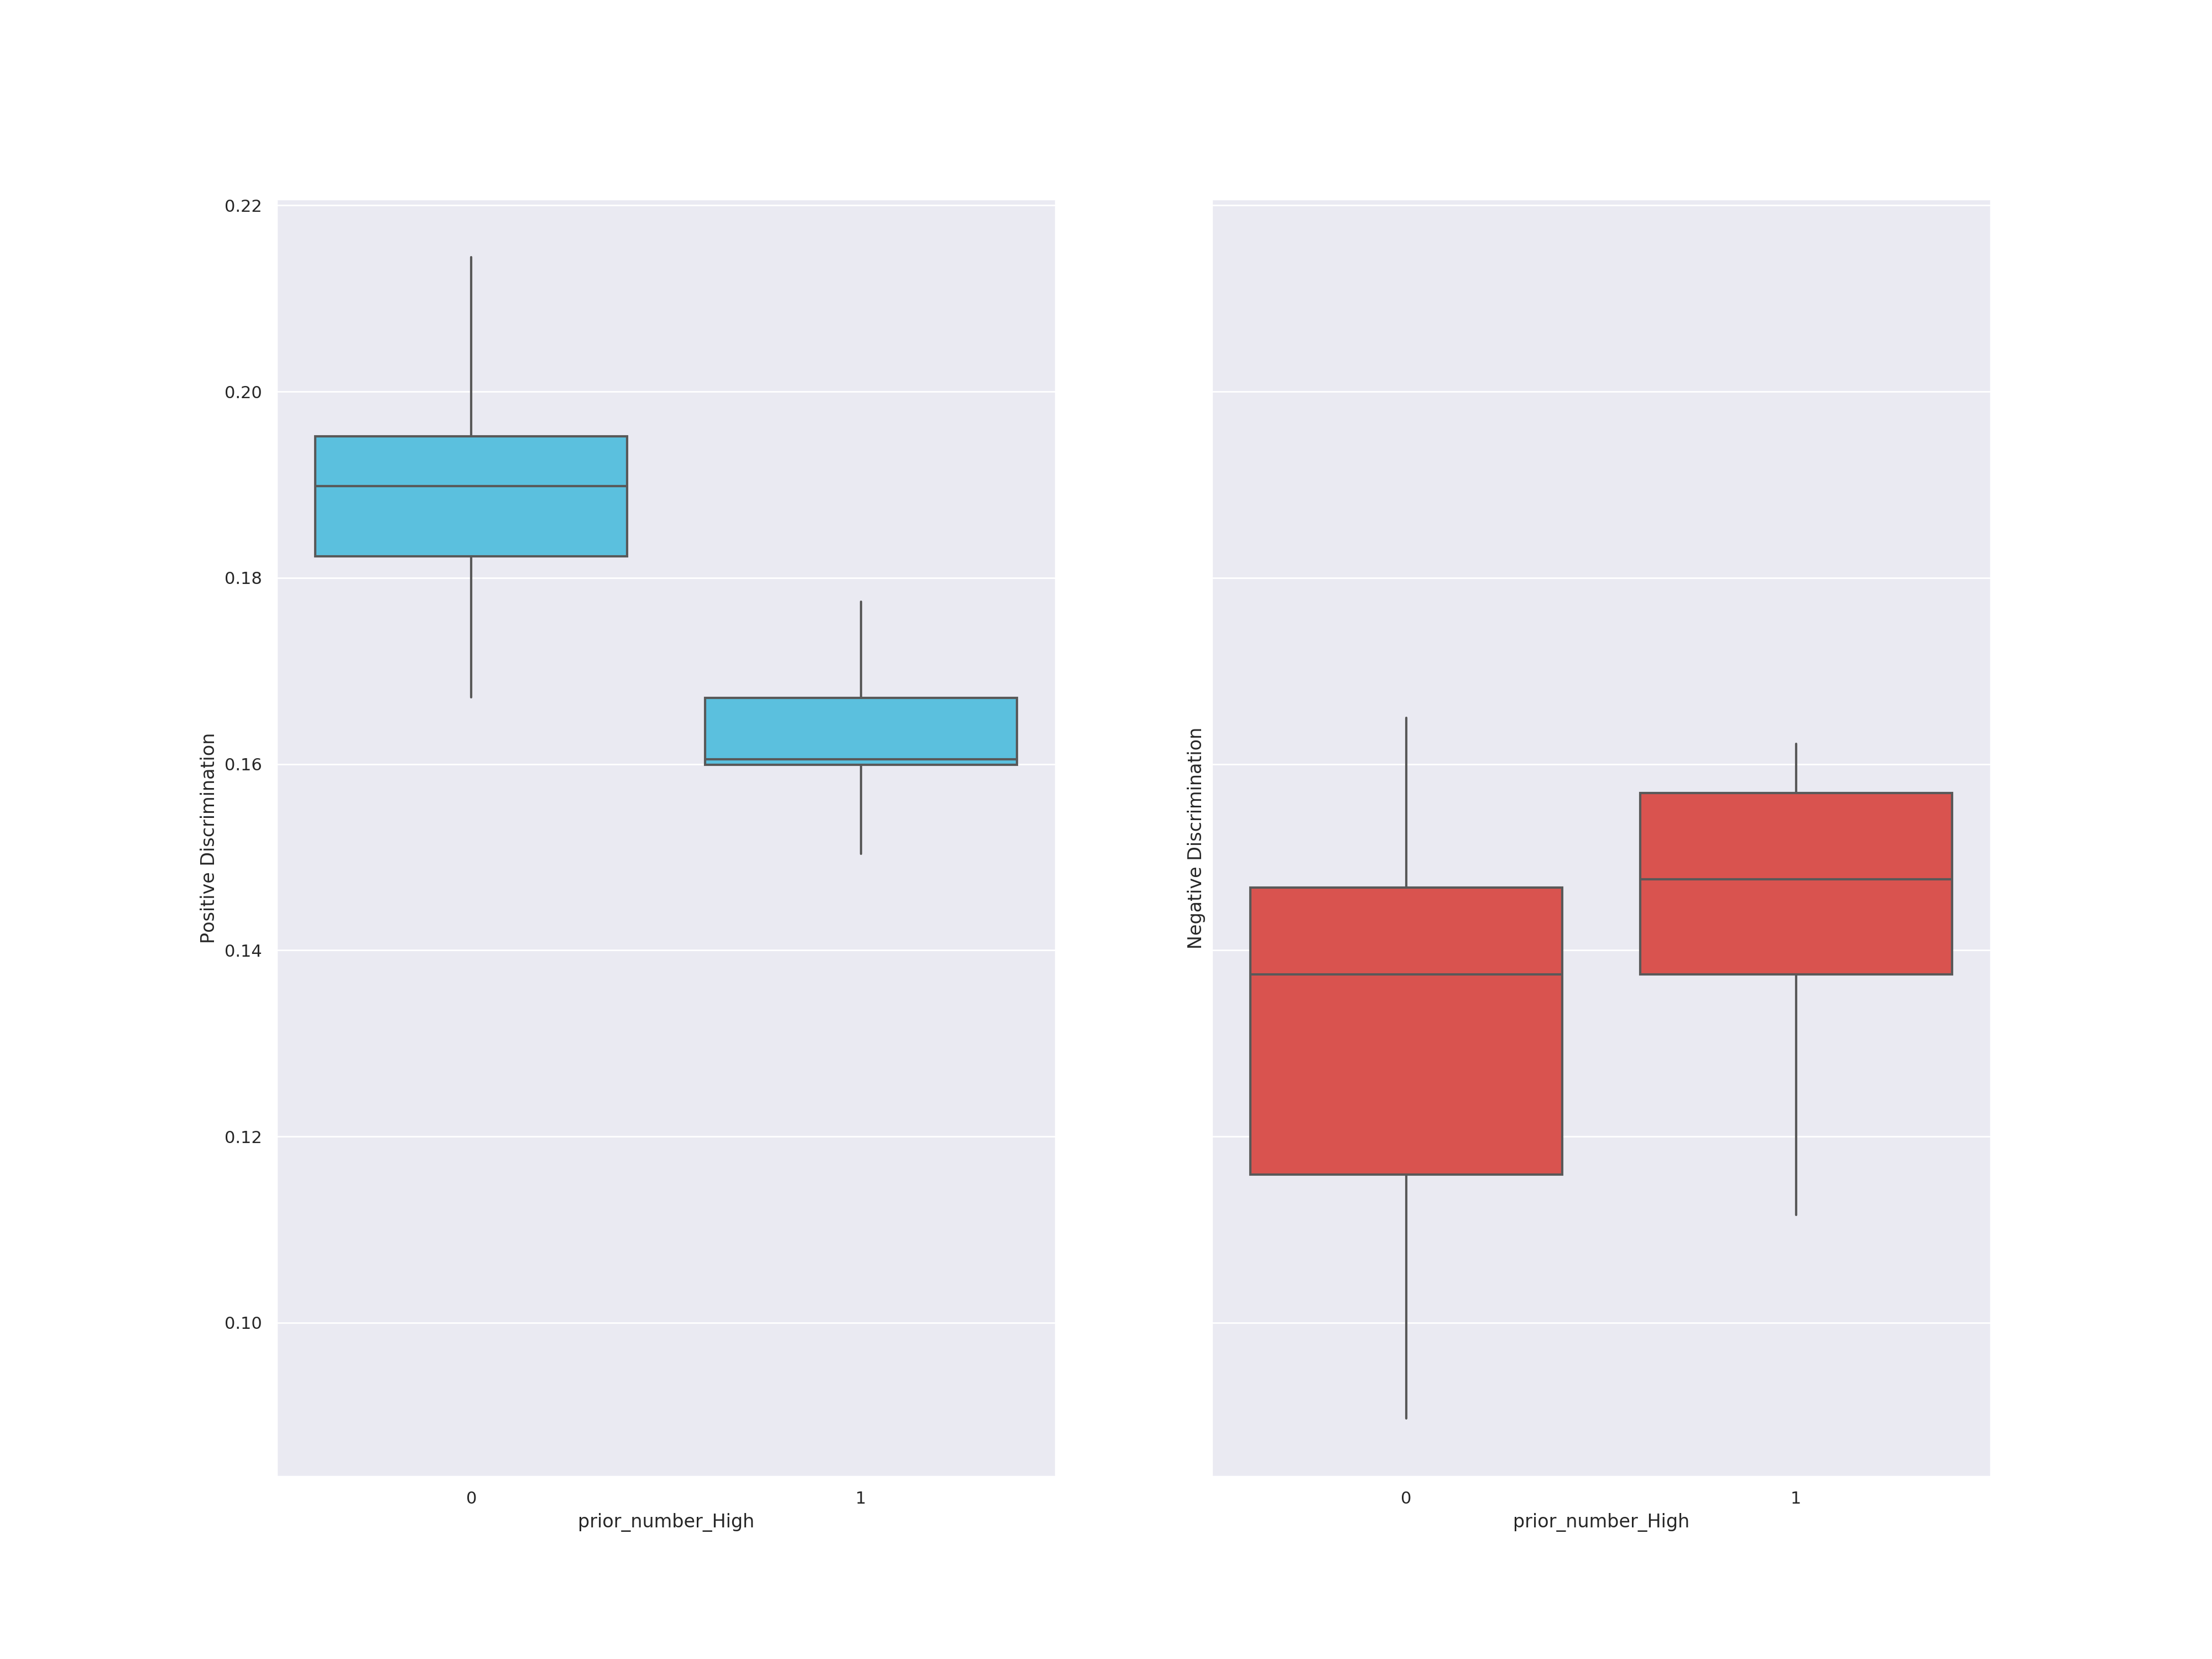 0.22
0.20
0.18
0.16
0.14
0.12
0.10
Positive Discrimination
0 1
prior_number_High
Negative Discrimination
0 1
prior_number_High